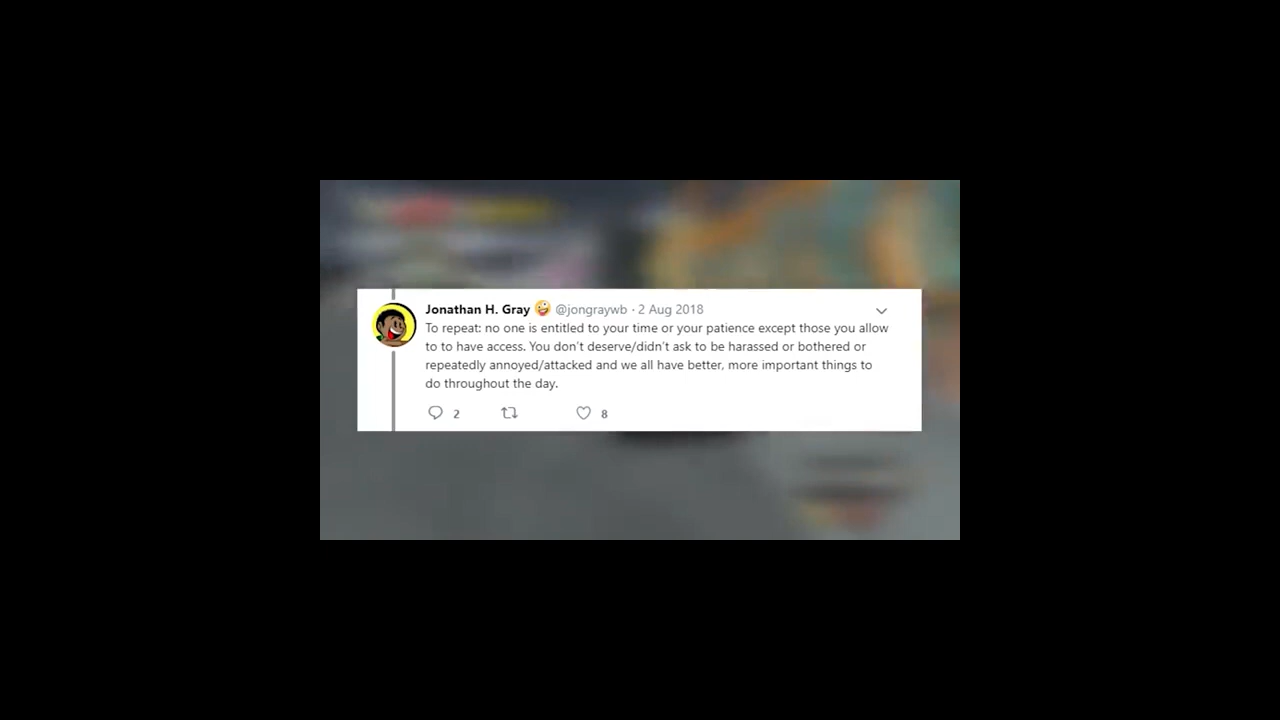 Jonathan H. Gray 🤪 @jongraywb · 2 Aug 2018
To repeat: no one is entitled to your time or your patience except those you allow
to to have access. You don't deserve/didn't ask to be harassed or bothered or
repeatedly annoyed/attacked and we all have better, more important things to
do throughout the day.
2 8